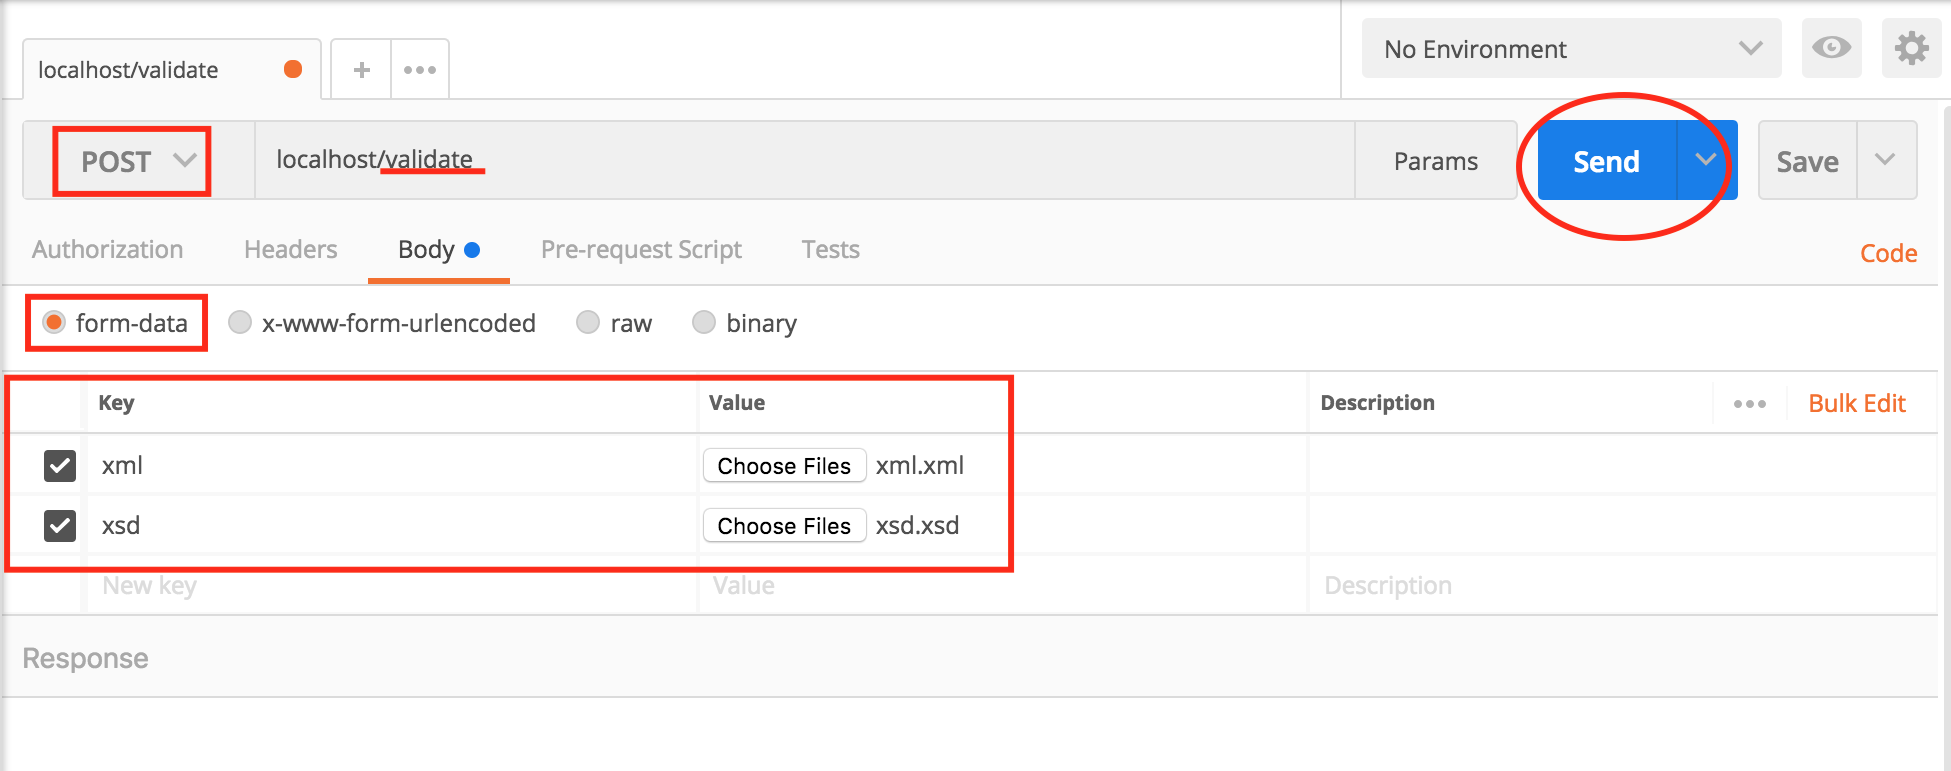 localhost/validate
No Environment
POST localhost/validate Params Send Save
Authorization Headers Body Pre-request Script Tests Code
form-data x-www-form-urlencoded raw binary
Key Value Description Bulk Edit
xml Choose Files xml.xml
xsd Choose Files xsd.xsd
New key Value Description
Response